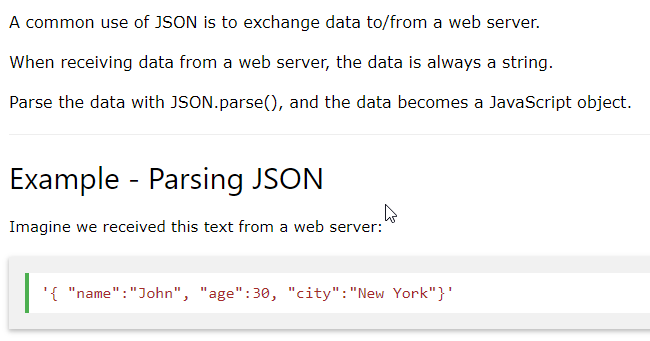 A common use of JSON is to exchange data to/from a web server.
When receiving data from a web server, the data is always a string.
Parse the data with JSON.parse(), and the data becomes a JavaScript object.
Example - Parsing JSON
Imagine we received this text from a web server:
'{ "name":"John", "age":30, "city":"New York"}'